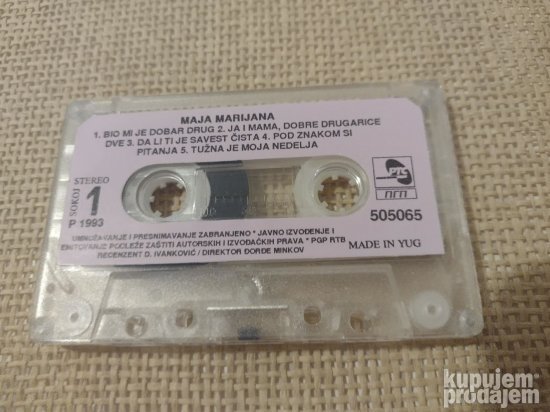 MAJA MARIJANA
1. BIO MI JE DOBAR DRUG 2. JA I MAMA, DOBRE DRUGARICE
DVE 3. DA LI TI JE SAVEST ČISTA 4. POD ZNAKOM SI
PITANJA 5. TUŽNA JE MOJA NEDELJA
SOKOJ
STEREO
1
P 1993
РТС
ПГП
505065
UMNOŽAVANJE I PRESNIMAVANJE ZABRANJENO * JAVNO IZVOĐENJE I
EMITOVANJE PODLEŽE ZAŠTITI AUTORSKIH I IZVOĐAČKIH PRAVA * PGP RTB
RECENZENT D. IVANKOVIĆ / DIREKTOR ĐORĐE MINKOV
MADE IN YUG
kupujem
prodajem